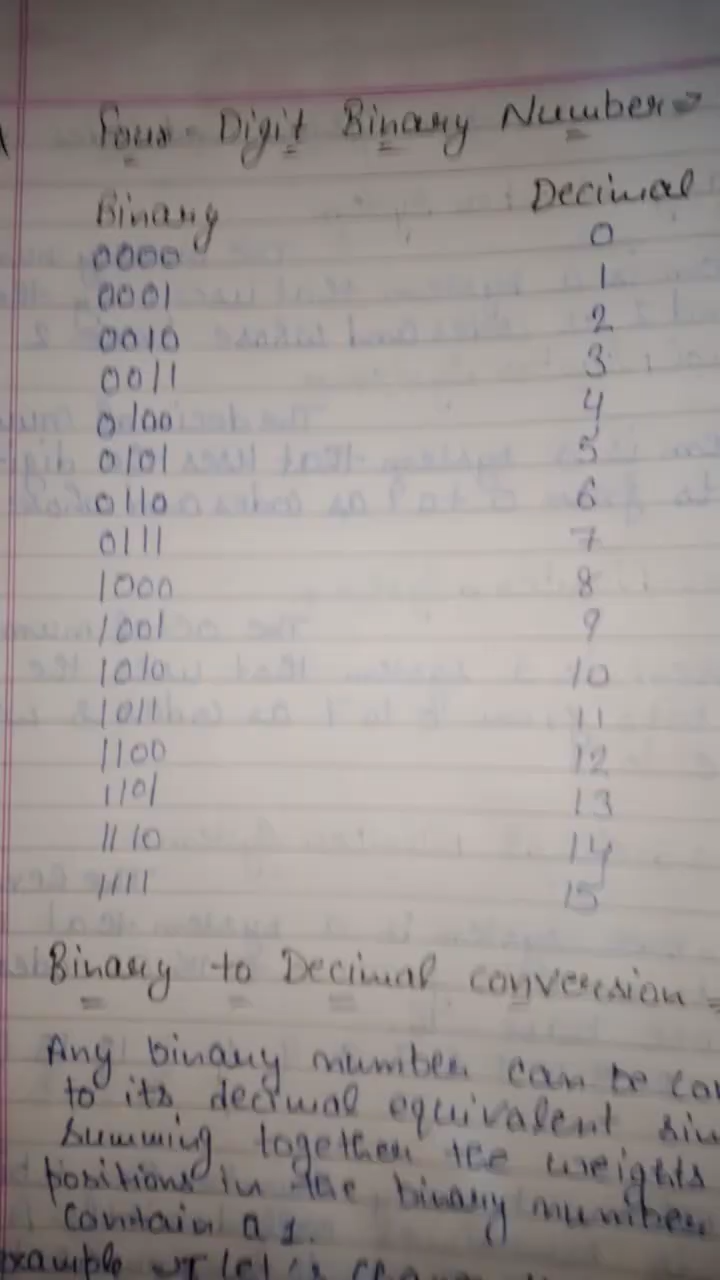 Four Digit Binary Number
Binary Decimal
0000 0
0001 1
0010 2
0011 3
0100 4
0101 5
0110 6
0111 7
1000 8
1001 9
1010 10
1011 11
1100 12
1101 13
1110 14
1111 15
Binary to Decimal conversion
Any binary number can be
to its decimal equivalent
summing together the weights
positions in the binary number
contain a 1.